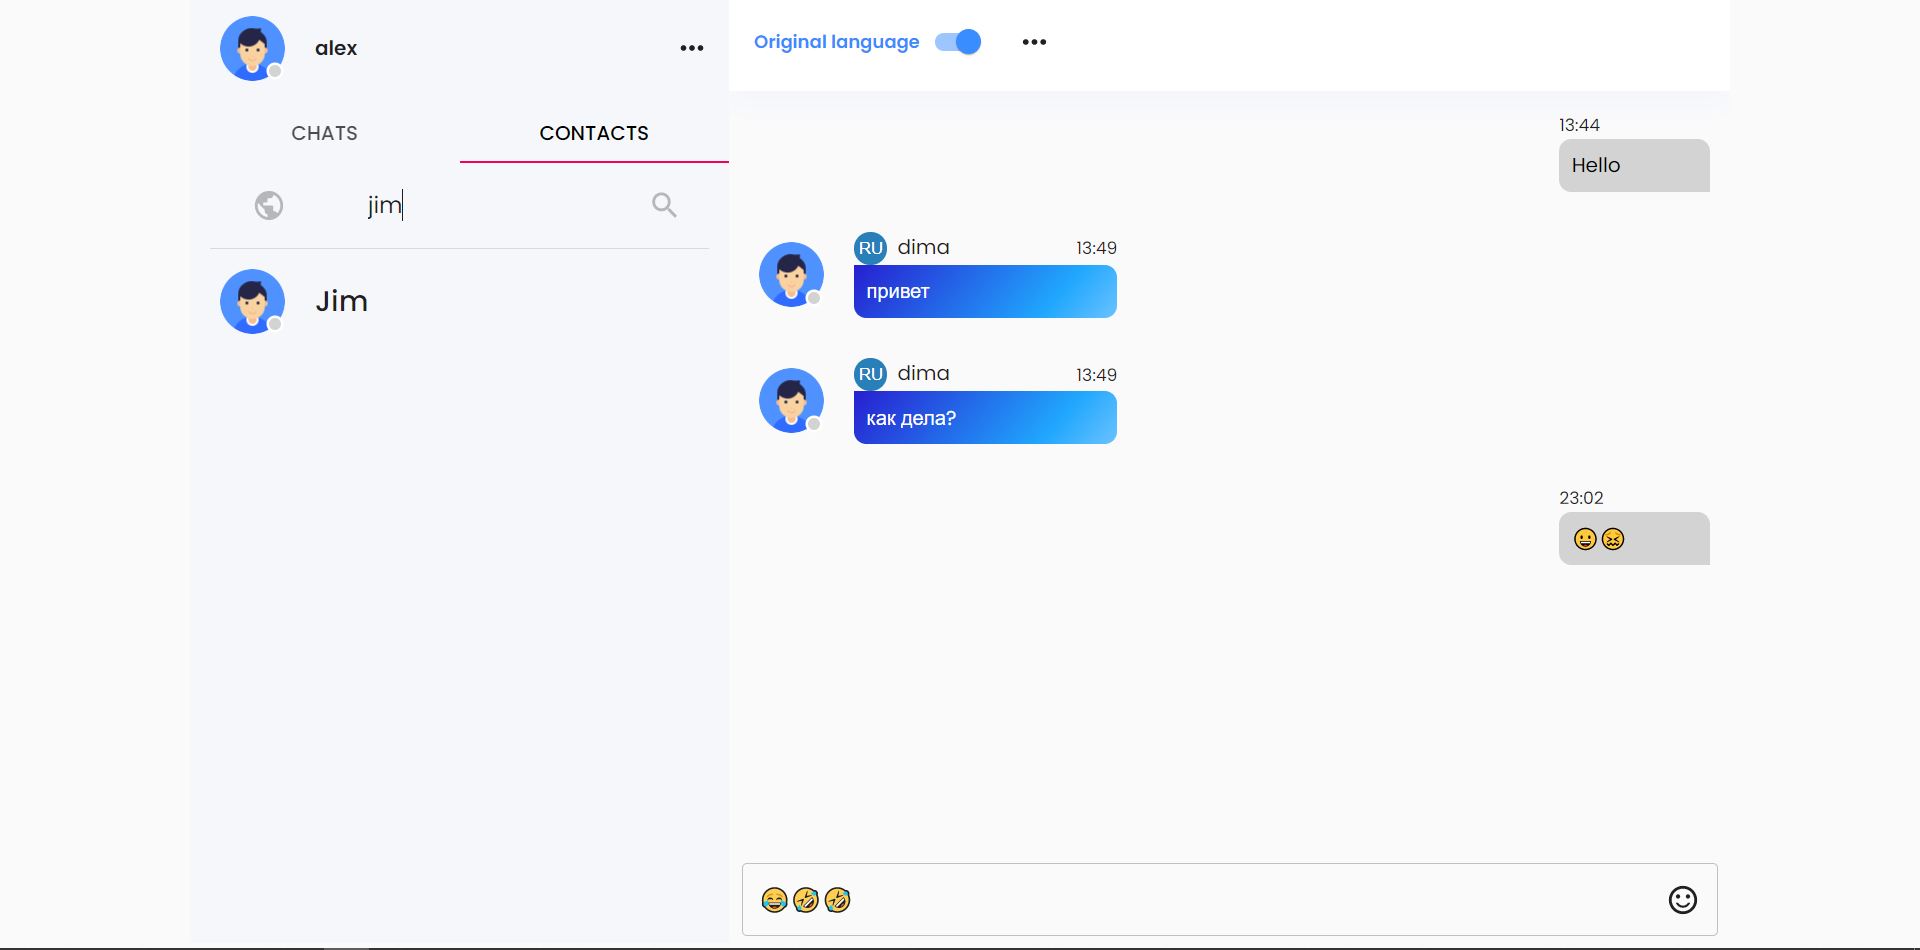 alex
CHATS CONTACTS
jim
Jim
Original language
13:44
Hello
RU dima 13:49
привет
RU dima 13:49
как дела?
23:02
😀😖
😂🤣🤣